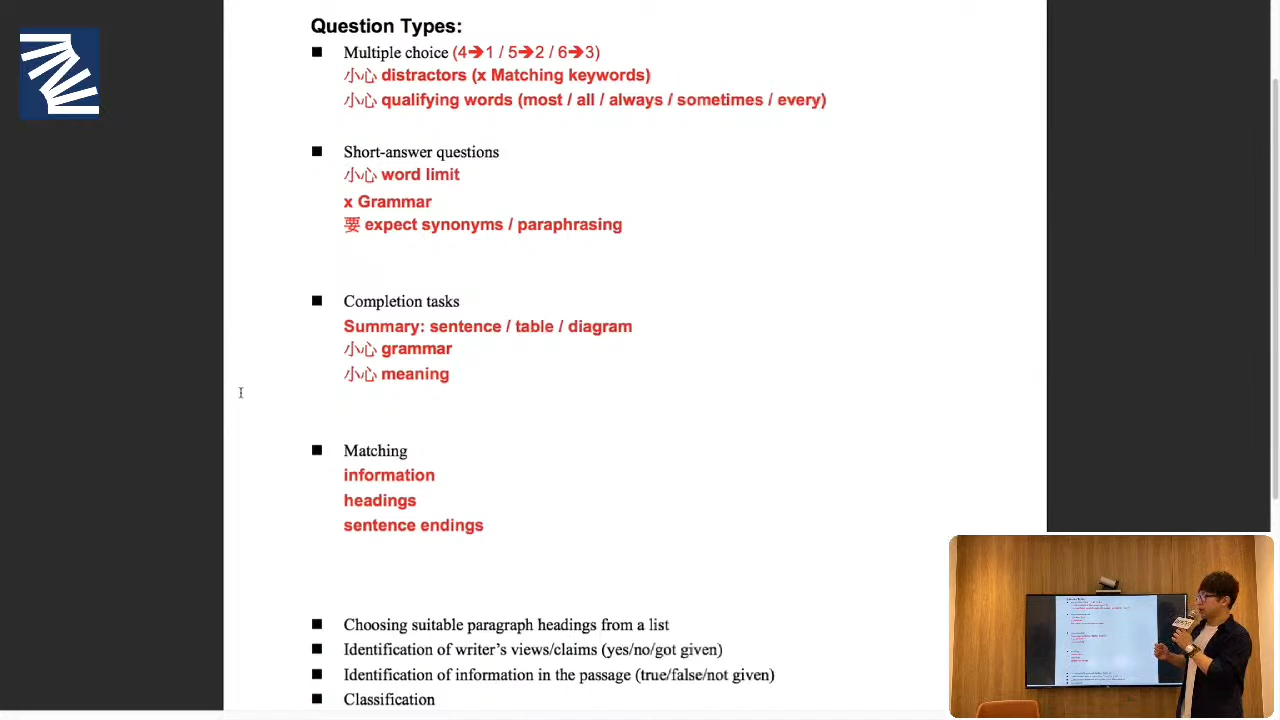 Question Types:
■ Multiple choice (4➔1 / 5➔2 / 6➔3)
小心 distractors (x Matching keywords)
小心 qualifying words (most / all / always / sometimes / every)
■ Short-answer questions
小心 word limit
x Grammar
要 expect synonyms / paraphrasing
■ Completion tasks
Summary: sentence / table / diagram
小心 grammar
小心 meaning
■ Matching
information
headings
sentence endings
■ Choosing suitable paragraph headings from a list
■ Identification of writer's views/claims (yes/no/got given)
■ Identification of information in the passage (true/false/not given)
■ Classification